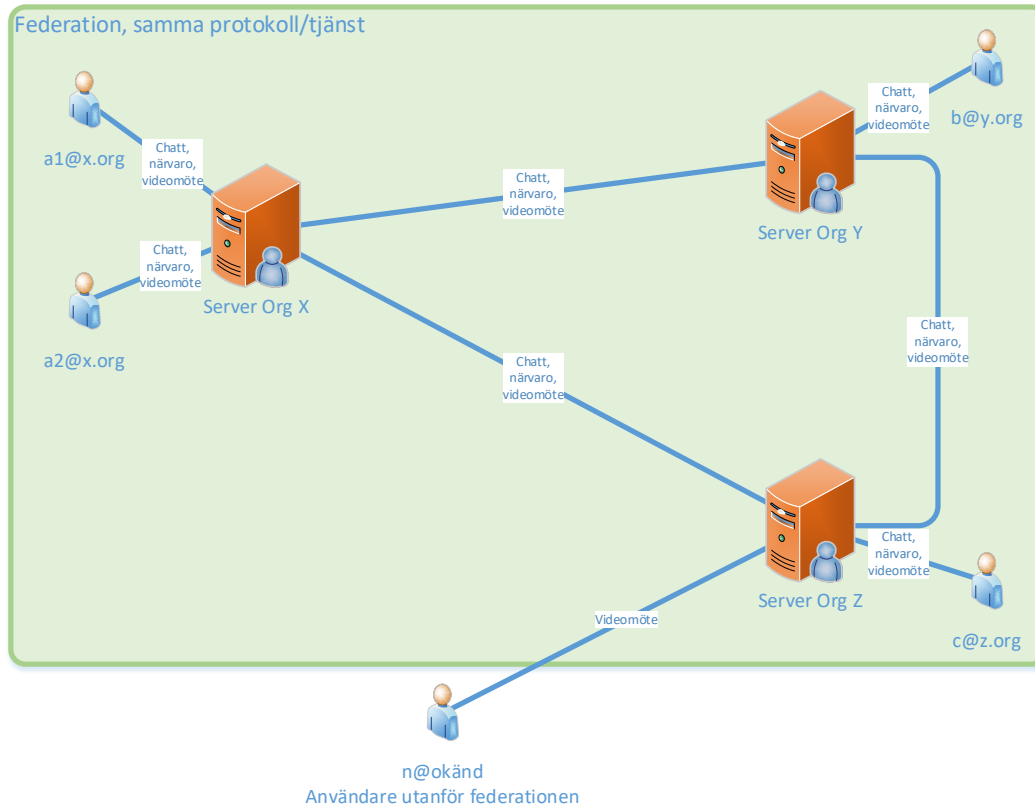 Federation, samma protokoll/tjänst
a1@x.org
Chatt,
närvaro,
videomöte
Chatt,
närvaro,
videomöte
a2@x.org
Server Org X
Chatt,
närvaro,
videomöte
Chatt,
närvaro,
videomöte
b@y.org
Server Org Y
Chatt,
närvaro,
videomöte
Chatt,
närvaro,
videomöte
Server Org Z
Chatt,
närvaro,
videomöte
c@z.org
Videomöte
n@okänd
Användare utanför federationen